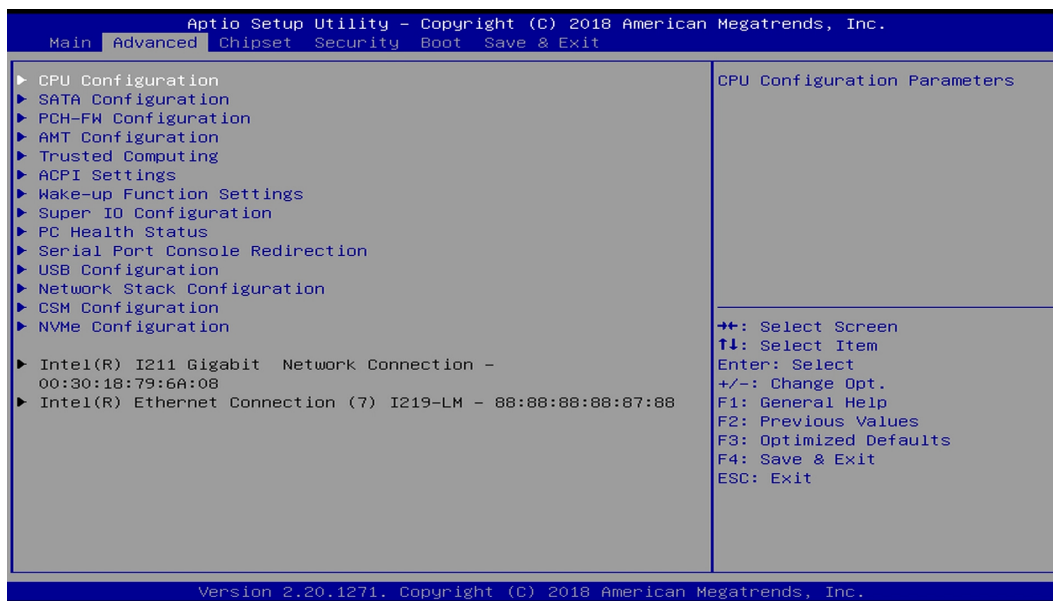 Aptio Setup Utility – Copyright (C) 2018 American Megatrends, Inc.
Main Advanced Chipset Security Boot Save & Exit
► CPU Configuration
► SATA Configuration
► PCH-FW Configuration
► AMT Configuration
► Trusted Computing
► ACPI Settings
► Wake-up Function Settings
► Super IO Configuration
► PC Health Status
► Serial Port Console Redirection
► USB Configuration
► Network Stack Configuration
► CSM Configuration
► NVMe Configuration
► Intel(R) I211 Gigabit  Network Connection –
00:30:18:79:6A:08
► Intel(R) Ethernet Connection (7) I219-LM – 88:88:88:88:87:88
CPU Configuration Parameters
→←: Select Screen
↑↓: Select Item
Enter: Select
+/-: Change Opt.
F1: General Help
F2: Previous Values
F3: Optimized Defaults
F4: Save & Exit
ESC: Exit
Version 2.20.1271. Copyright (C) 2018 American Megatrends, Inc.